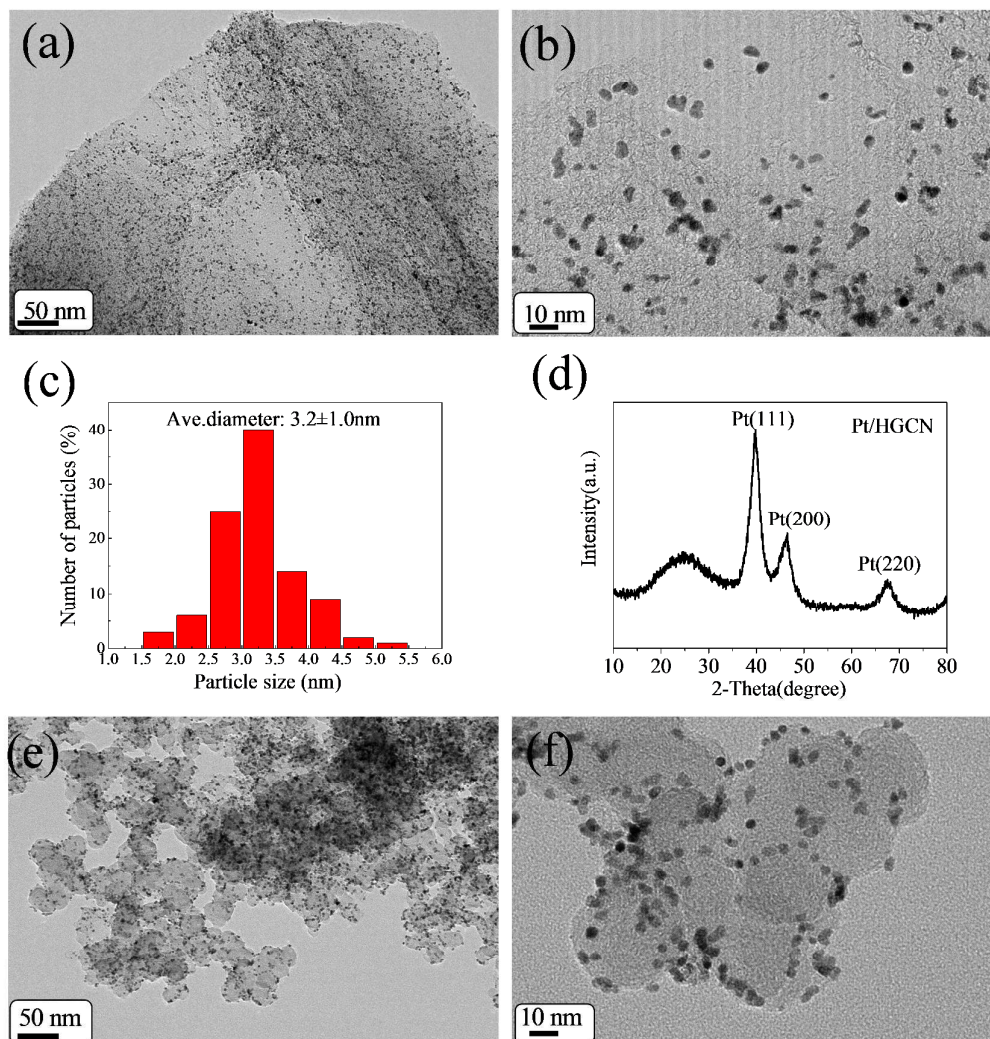 (a)
50 nm
(b)
10 nm
(c)
Ave.diameter: 3.2±1.0nm
Number of particles (%)
40
30
20
10
0
1.0 1.5 2.0 2.5 3.0 3.5 4.0 4.5 5.0 5.5 6.0
Particle size (nm)
(d)
Pt(111)
Pt/HGCN
Pt(200)
Pt(220)
Intensity(a.u.)
10 20 30 40 50 60 70 80
2-Theta(degree)
(e)
50 nm
(f)
10 nm